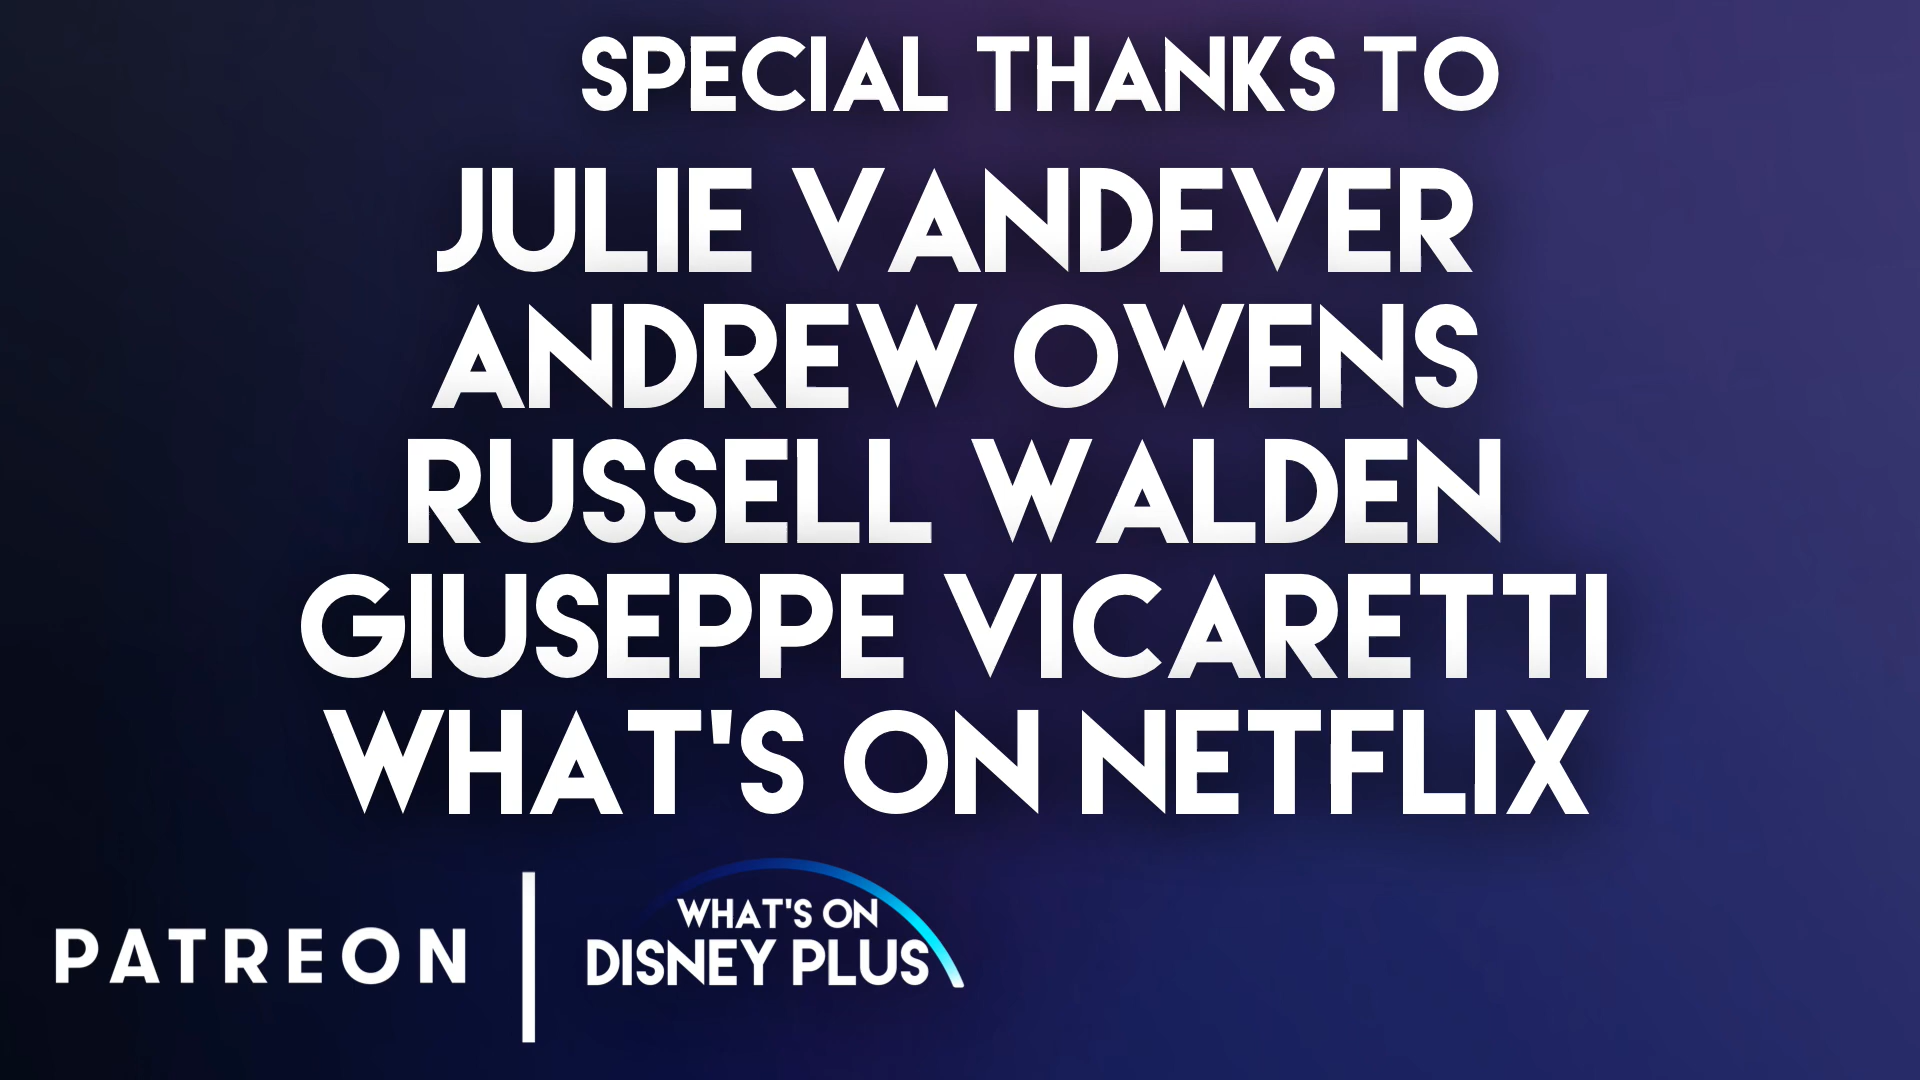 SPECIAL THANKS TO
JULIE VANDEVER
ANDREW OWENS
RUSSELL WALDEN
GIUSEPPE VICARETTI
WHAT'S ON NETFLIX
PATREON
WHAT'S ON
DISNEY PLUS